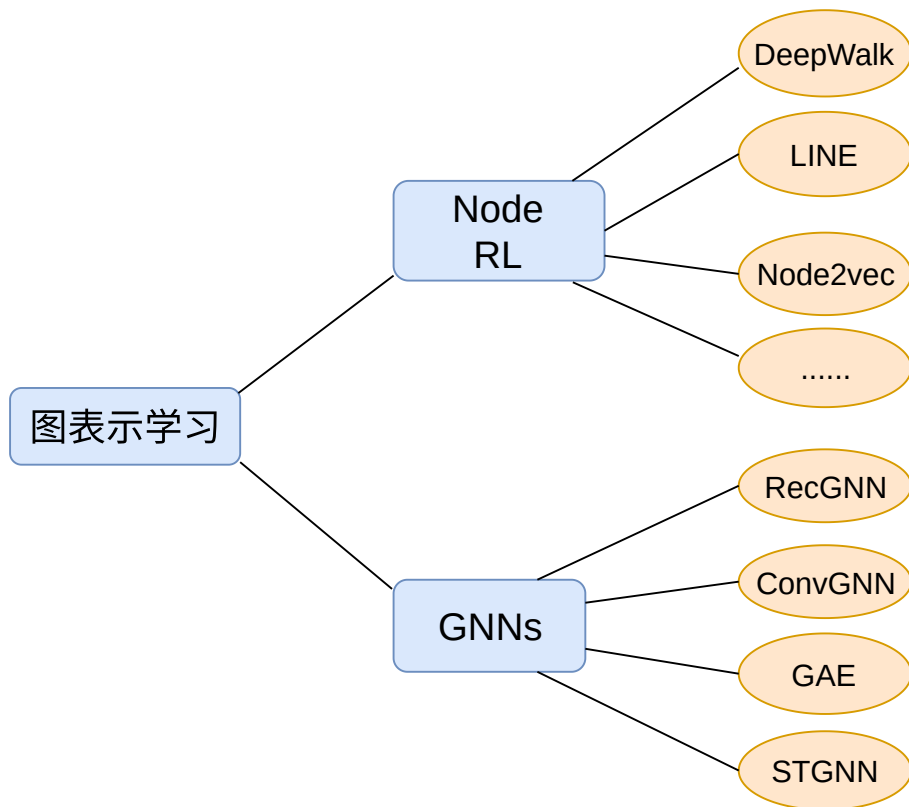 DeepWalk
LINE
Node
RL
Node2vec
......
图表示学习
RecGNN
ConvGNN
GNNs
GAE
STGNN